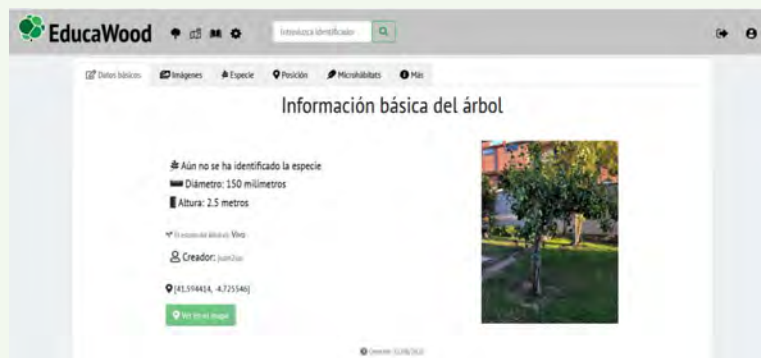 EducaWood
Introduzca identificador
Datos básicos Imágenes Especie Posición Microhábitats Más
Información básica del árbol
Aún no se ha identificado la especie
Diámetro: 150 milímetros
Altura: 2.5 metros
Vivo
Creador:
[41.594414, -4.725546]
Ver en el mapa